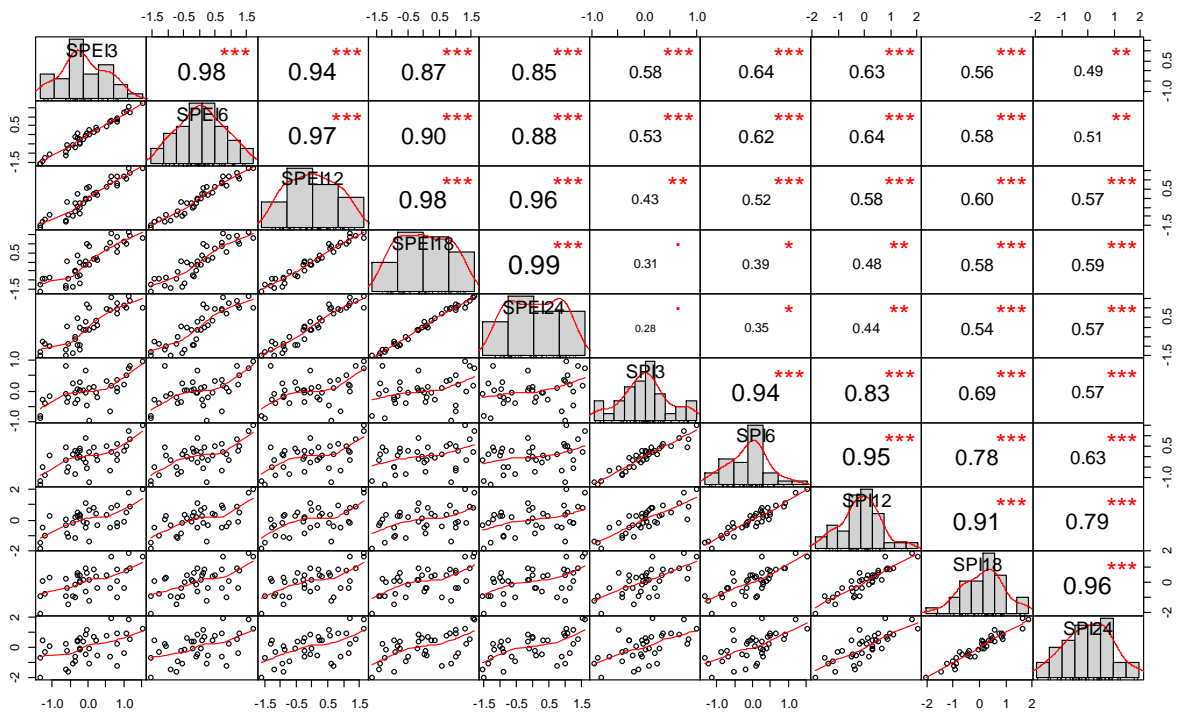 -1.5 -0.5 0.5 1.5 -1.5 0.0 1.0 -1.0 0.0 1.0 -2 -1 0 1 2 -2 -1 0 1 2
SPEI3 0.98 *** 0.94 *** 0.87 *** 0.85 *** 0.58 *** 0.64 *** 0.63 *** 0.56 *** 0.49 ** -1.0 0.5
-1.5 0.5 SPEI6 0.97 *** 0.90 *** 0.88 *** 0.53 *** 0.62 *** 0.64 *** 0.58 *** 0.51 **
SPEI12 0.98 *** 0.96 *** 0.43 ** 0.52 *** 0.58 *** 0.60 *** 0.57 *** -1.5 0.5
-1.5 0.5 SPEI18 0.99 *** 0.31 . 0.39 * 0.48 ** 0.58 *** 0.59 ***
SPEI24 0.28 . 0.35 * 0.44 ** 0.54 *** 0.57 *** -1.5 0.5
-1.0 0.0 1.0 SPI3 0.94 *** 0.83 *** 0.69 *** 0.57 ***
SPI6 0.95 *** 0.78 *** 0.63 *** -1.0 0.5
-2 0 2 SPI12 0.91 *** 0.79 ***
SPI18 0.96 *** -2 0 2
-2 0 2 SPI24
-1.0 0.0 1.0 -1.5 -0.5 0.5 1.5 -1.5 -0.5 0.5 1.5 -1.0 0.0 1.0 -2 -1 0 1 2